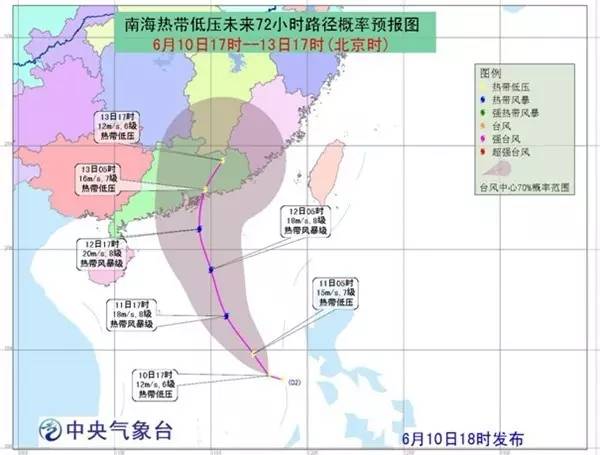 南海热带低压未来72小时路径概率预报图
6月10日17时--13日17时(北京时)
图例
热带低压
热带风暴
强热带风暴
台风
强台风
超强台风
台风中心70%概率范围
13日17时
12m/s,6级
热带低压
13日05时
16m/s,7级
热带低压
12日05时
18m/s,8级
热带风暴级
12日17时
20m/s,8级
热带风暴级
11日05时
15m/s,7级
热带低压
11日17时
18m/s,8级
热带风暴级
10日17时
12m/s,6级
热带低压
(02)
中央气象台
6月10日18时发布